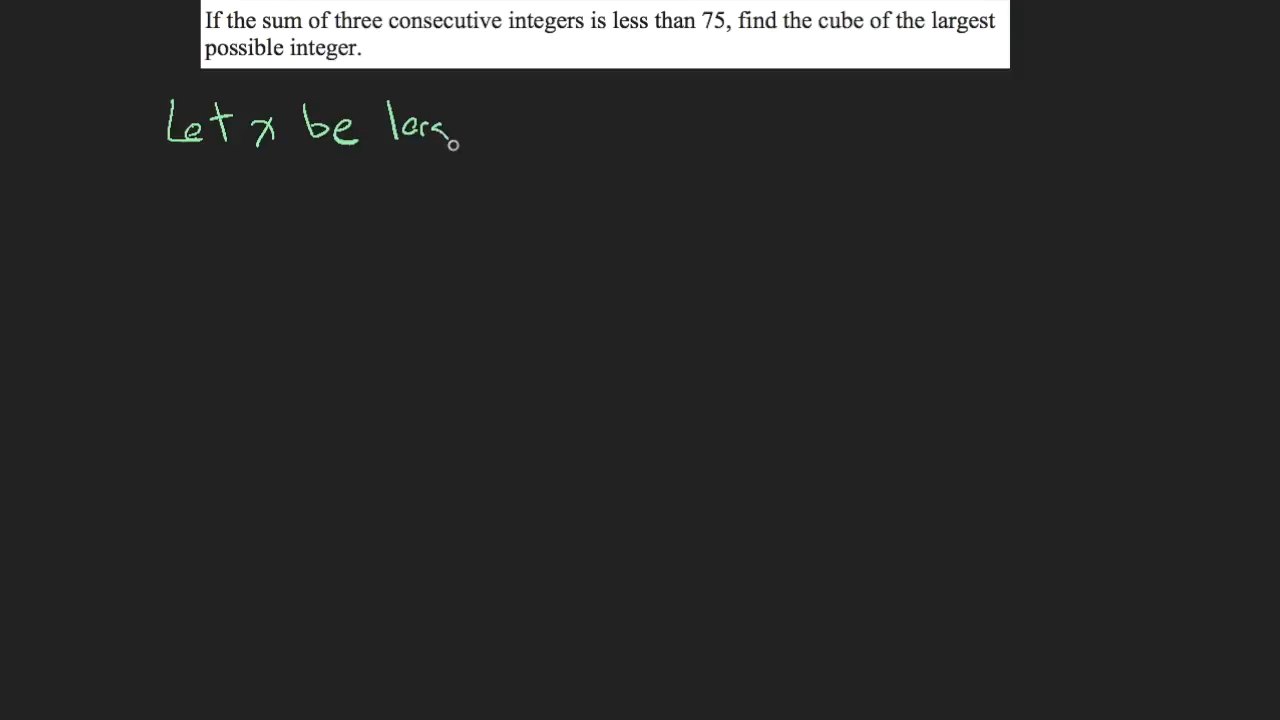 If the sum of three consecutive integers is less than 75, find the cube of the largest
possible integer.
Let x be larg